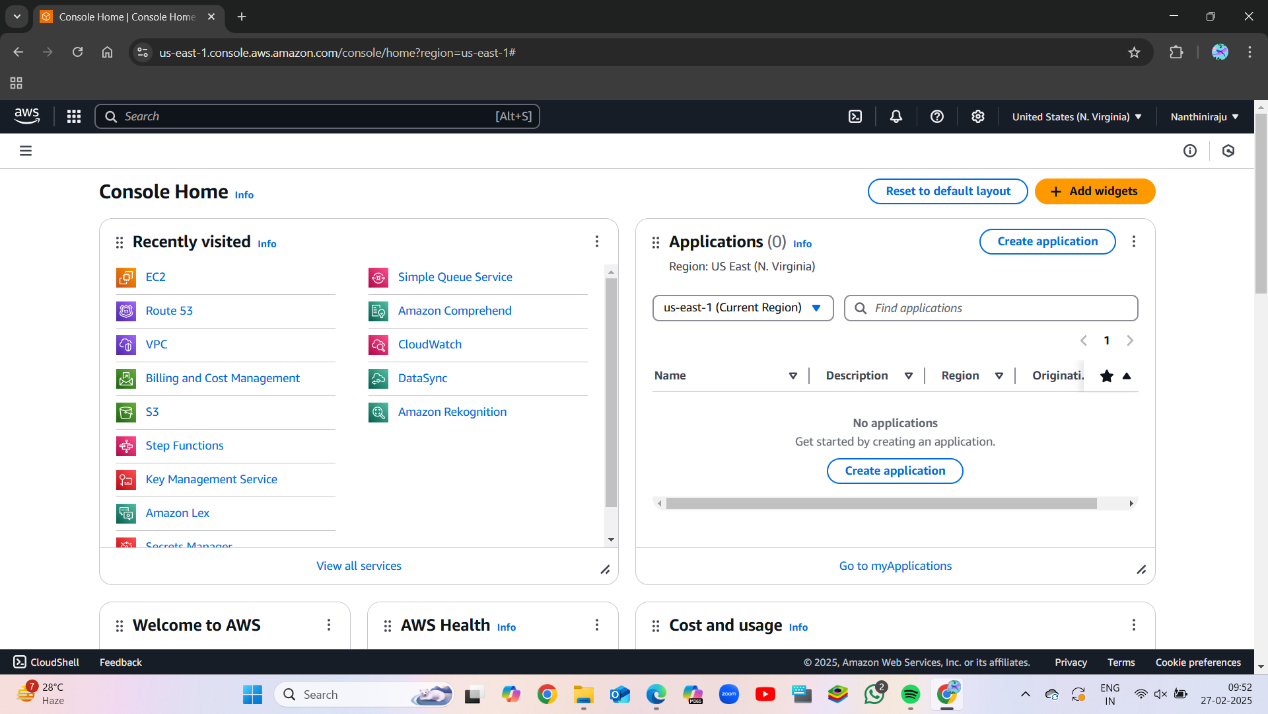 Console Home | Console Home
us-east-1.console.aws.amazon.com/console/home?region=us-east-1#
aws
Search [Alt+S]
United States (N. Virginia)
Nanthiniraju
Console Home Info
Reset to default layout
+ Add widgets
Recently visited Info
EC2
Route 53
VPC
Billing and Cost Management
S3
Step Functions
Key Management Service
Amazon Lex
Secrets Manager
Simple Queue Service
Amazon Comprehend
CloudWatch
DataSync
Amazon Rekognition
View all services
Applications (0) Info
Create application
Region: US East (N. Virginia)
us-east-1 (Current Region)
Find applications
1
Name Description Region Originati.
No applications
Get started by creating an application.
Create application
Go to myApplications
Welcome to AWS
AWS Health Info
Cost and usage Info
CloudShell Feedback
© 2025, Amazon Web Services, Inc. or its affiliates. Privacy Terms Cookie preferences
7
28°C
Haze
Search
zoom
2
ENG
IN
09:52
27-02-2025